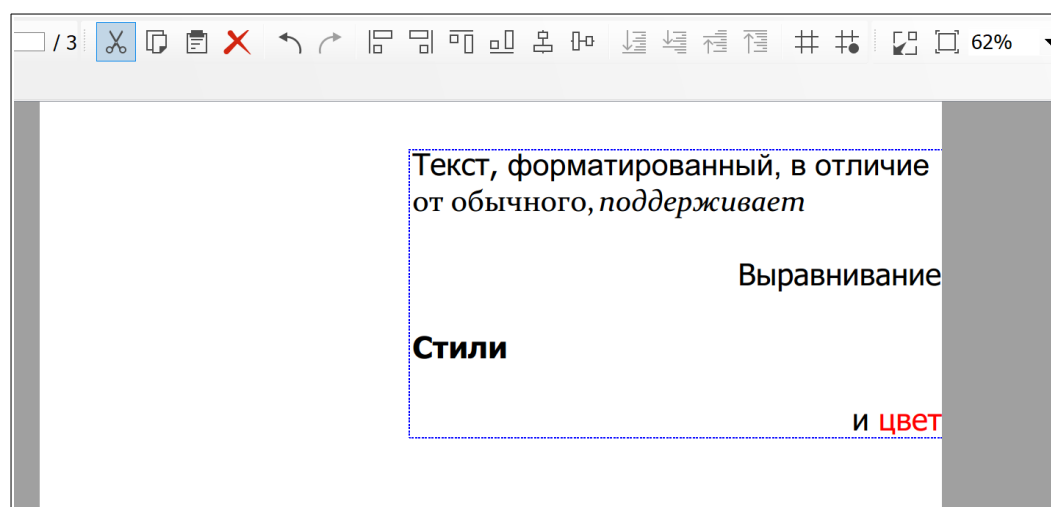 / 3
62%
Текст, форматированный, в отличие
от обычного, поддерживает
Выравнивание
Стили
и цвет